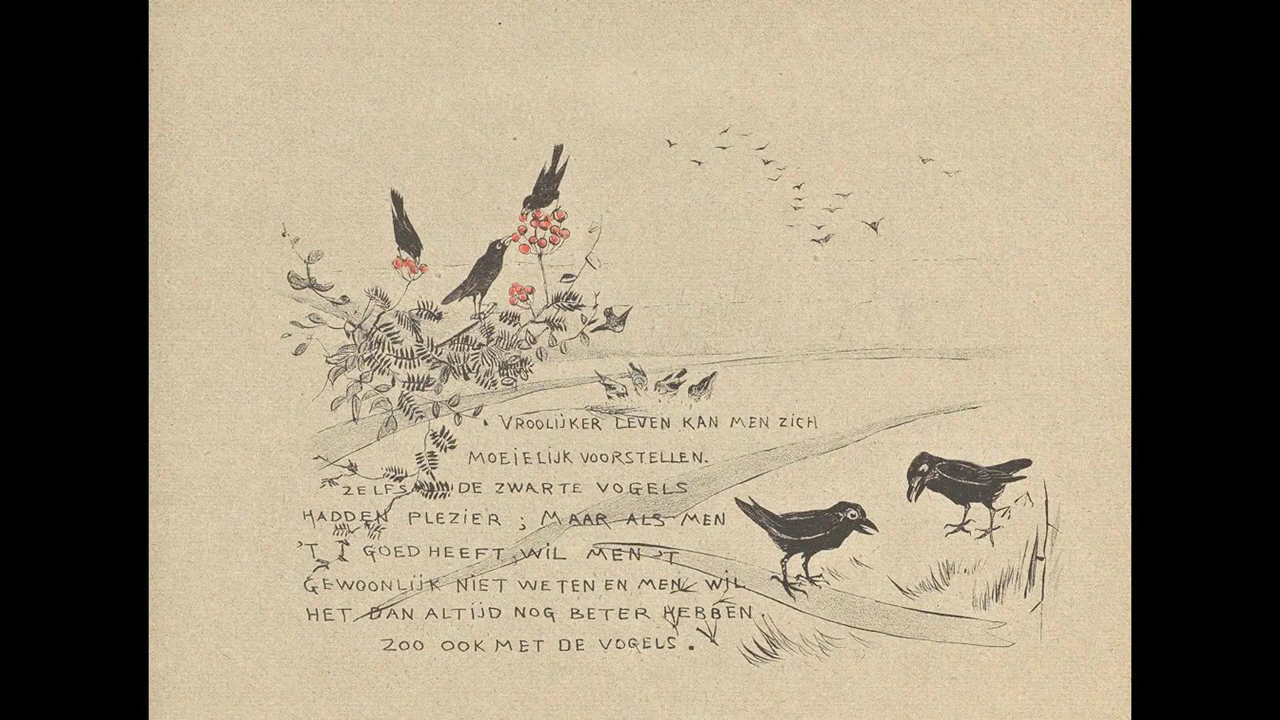 VROOLIJKER LEVEN KAN MEN ZICH
MOEIELIJK VOORSTELLEN.
ZELFS DE ZWARTE VOGELS
HADDEN PLEZIER ; MAAR ALS MEN
'T GOED HEEFT, WIL MEN 'T
GEWOONLIJK NIET WETEN EN MEN WIL
HET DAN ALTIJD NOG BETER HEBBEN.
ZOO OOK MET DE VOGELS.